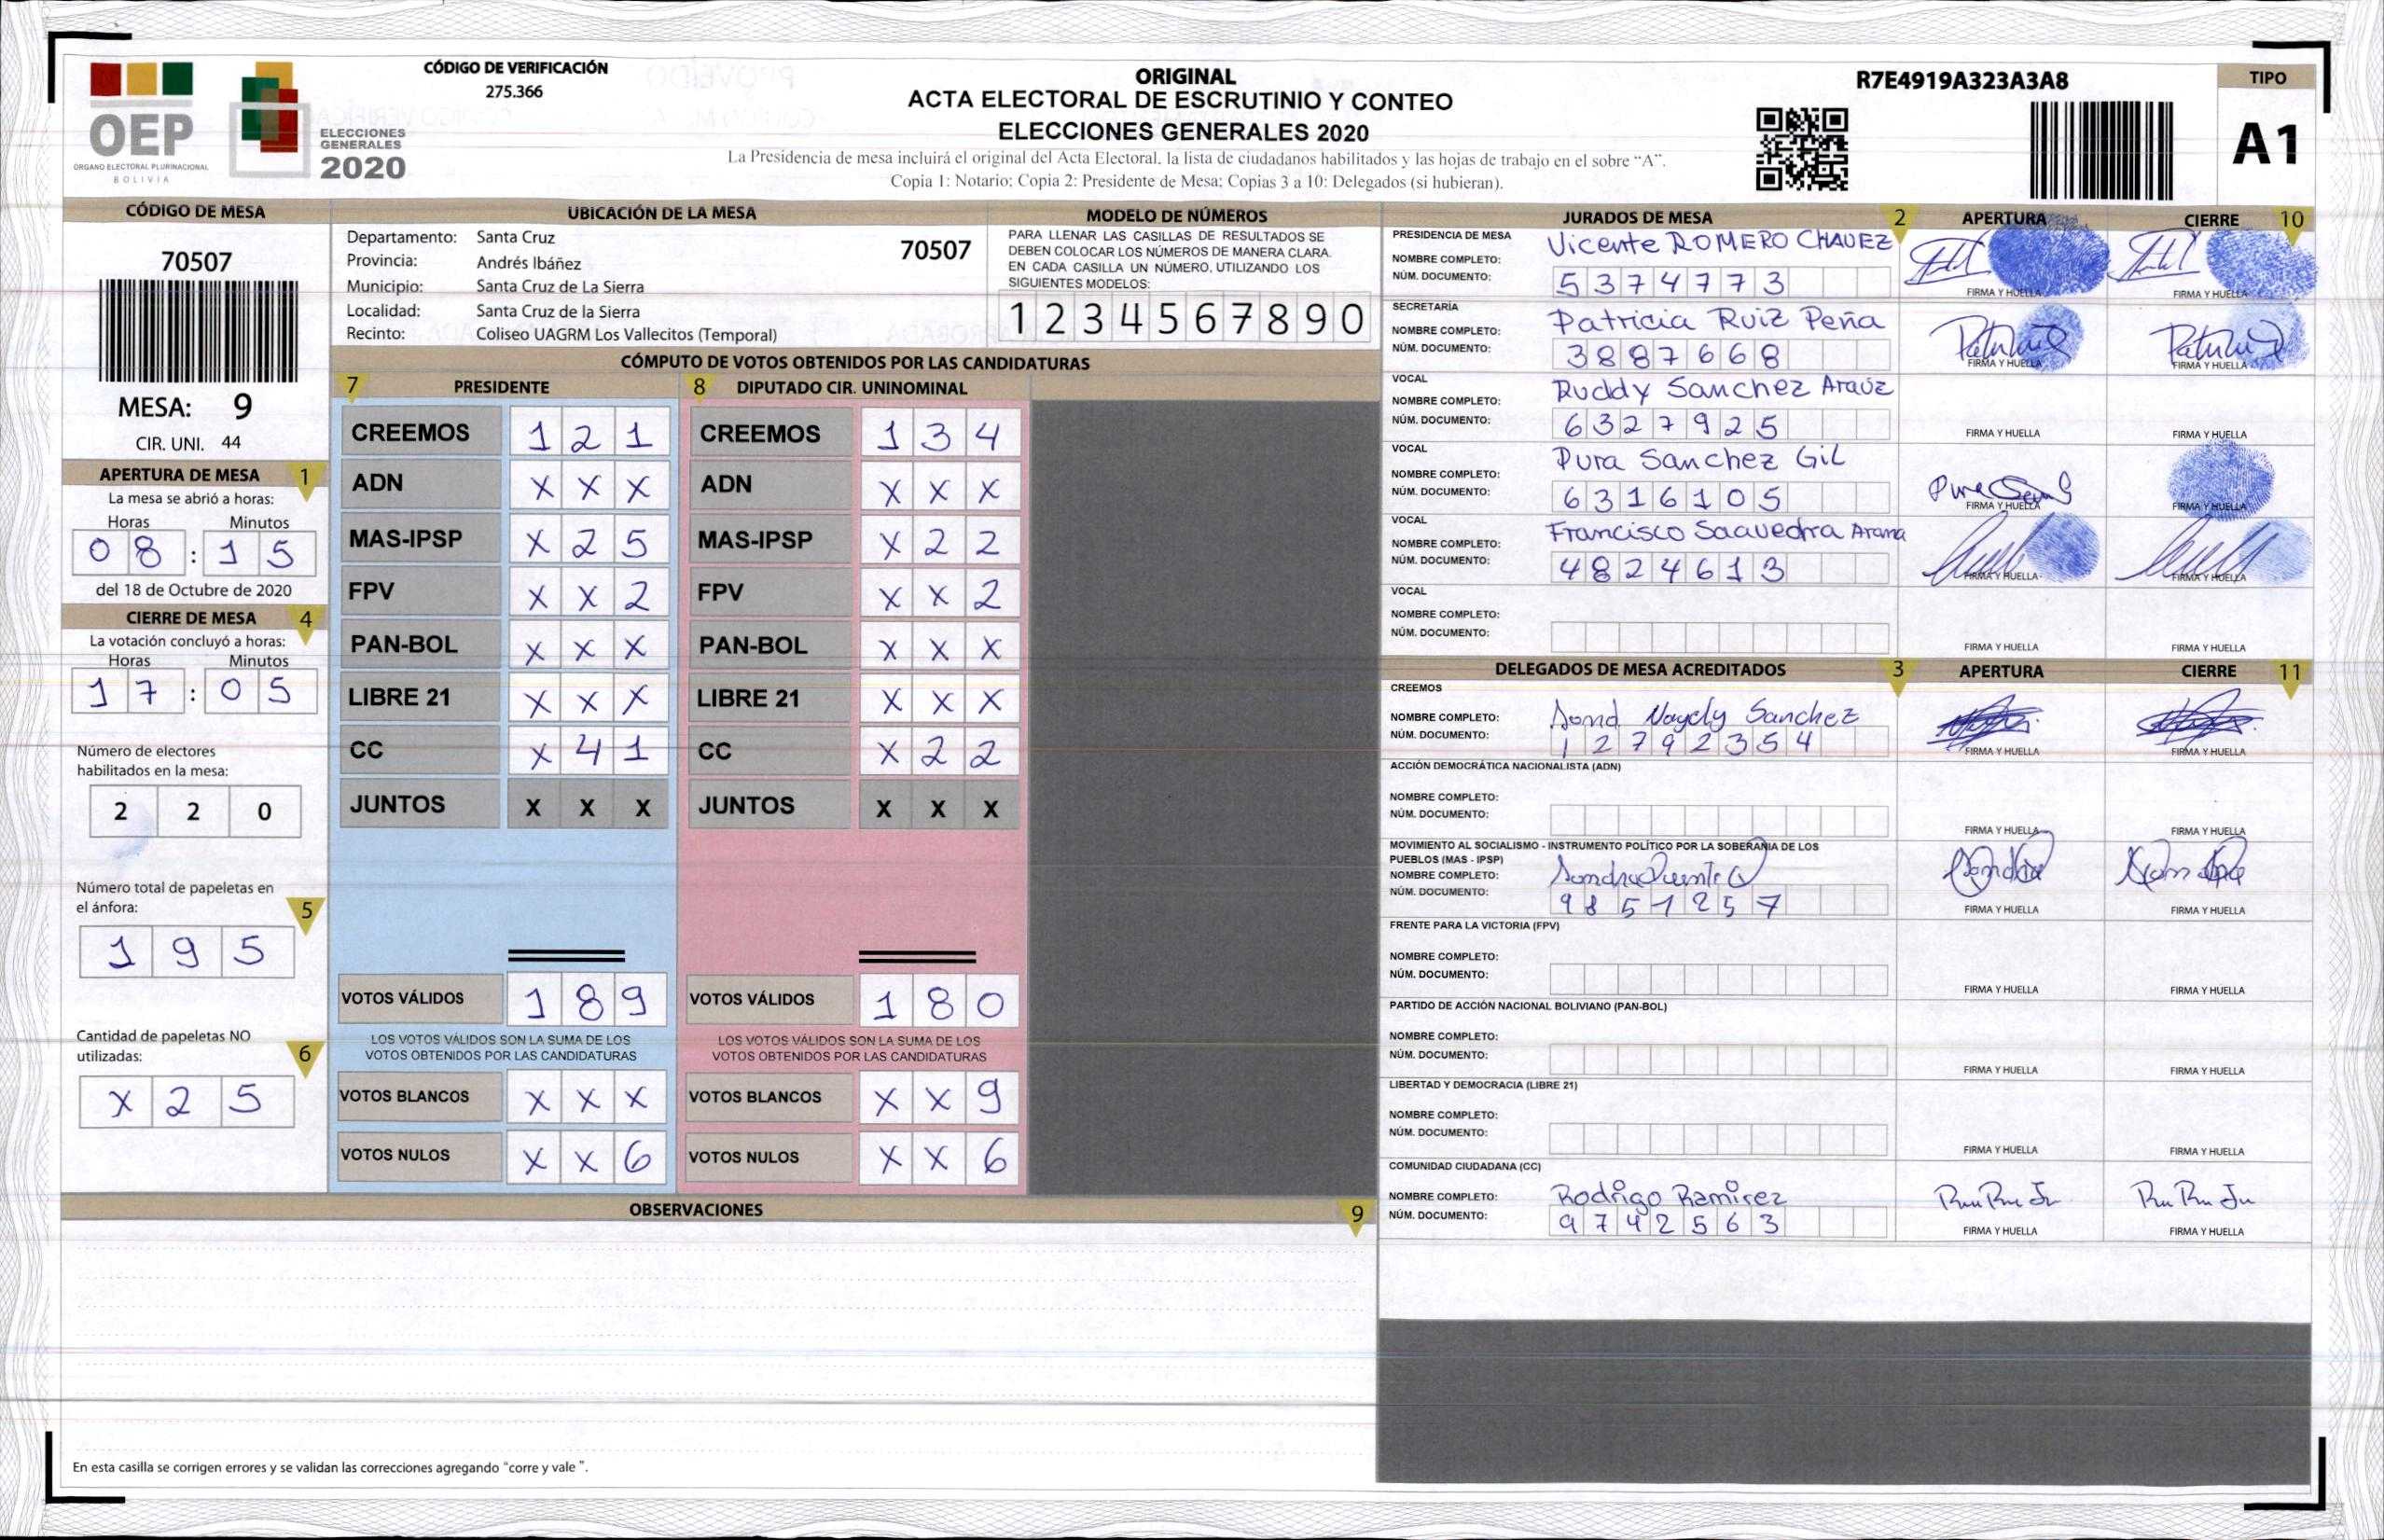 CÓDIGO DE VERIFICACIÓN
275.366
OEP
ÓRGANO ELECTORAL PLURINACIONAL
BOLIVIA
ELECCIONES
GENERALES
2020
ORIGINAL
ACTA ELECTORAL DE ESCRUTINIO Y CONTEO
ELECCIONES GENERALES 2020
La Presidencia de mesa incluirá el original del Acta Electoral, la lista de ciudadanos habilitados y las hojas de trabajo en el sobre “A”.
Copia 1: Notario; Copia 2: Presidente de Mesa; Copias 3 a 10: Delegados (si hubieran).
R7E4919A323A3A8
TIPO
A1
CÓDIGO DE MESA
70507
MESA: 9
CIR. UNI. 44
APERTURA DE MESA 1
La mesa se abrió a horas:
Horas Minutos
08:15
del 18 de Octubre de 2020
CIERRE DE MESA 4
La votación concluyó a horas:
Horas Minutos
17:05
Número de electores
habilitados en la mesa:
2 2 0
Número total de papeletas en
el ánfora: 5
1 9 5
Cantidad de papeletas NO
utilizadas: 6
X 2 5
UBICACIÓN DE LA MESA
Departamento: Santa Cruz 70507
Provincia: Andrés Ibáñez
Municipio: Santa Cruz de La Sierra
Localidad: Santa Cruz de la Sierra
Recinto: Coliseo UAGRM Los Vallecitos (Temporal)
MODELO DE NÚMEROS
PARA LLENAR LAS CASILLAS DE RESULTADOS SE
DEBEN COLOCAR LOS NÚMEROS DE MANERA CLARA.
EN CADA CASILLA UN NÚMERO, UTILIZANDO LOS
SIGUIENTES MODELOS:
1 2 3 4 5 6 7 8 9 0
CÓMPUTO DE VOTOS OBTENIDOS POR LAS CANDIDATURAS
7 PRESIDENTE
CREEMOS 1 2 1
ADN X X X
MAS-IPSP X 2 5
FPV X X 2
PAN-BOL X X X
LIBRE 21 X X X
CC X 4 1
JUNTOS X X X
VOTOS VÁLIDOS 1 8 9
LOS VOTOS VÁLIDOS SON LA SUMA DE LOS
VOTOS OBTENIDOS POR LAS CANDIDATURAS
VOTOS BLANCOS X X X
VOTOS NULOS X X 6
8 DIPUTADO CIR. UNINOMINAL
CREEMOS 1 3 4
ADN X X X
MAS-IPSP X 2 2
FPV X X 2
PAN-BOL X X X
LIBRE 21 X X X
CC X 2 2
JUNTOS X X X
VOTOS VÁLIDOS 1 8 0
LOS VOTOS VÁLIDOS SON LA SUMA DE LOS
VOTOS OBTENIDOS POR LAS CANDIDATURAS
VOTOS BLANCOS X X 9
VOTOS NULOS X X 6
OBSERVACIONES 9
En esta casilla se corrigen errores y se validan las correcciones agregando “corre y vale”.
JURADOS DE MESA 2 APERTURA CIERRE 10
PRESIDENCIA DE MESA
NOMBRE COMPLETO: Vicente ROMERO CHAVEZ
NÚM. DOCUMENTO: 5374773
FIRMA Y HUELLA FIRMA Y HUELLA
SECRETARÍA
NOMBRE COMPLETO: Patricia Ruiz Peña
NÚM. DOCUMENTO: 3887668
FIRMA Y HUELLA FIRMA Y HUELLA
VOCAL
NOMBRE COMPLETO: Ruddy Sanchez Araúz
NÚM. DOCUMENTO: 6327925
FIRMA Y HUELLA FIRMA Y HUELLA
VOCAL
NOMBRE COMPLETO: Pura Sanchez Gil
NÚM. DOCUMENTO: 6316105
FIRMA Y HUELLA FIRMA Y HUELLA
VOCAL
NOMBRE COMPLETO: Francisco Saavedra Arana
NÚM. DOCUMENTO: 4824613
FIRMA Y HUELLA FIRMA Y HUELLA
VOCAL
NOMBRE COMPLETO:
NÚM. DOCUMENTO:
FIRMA Y HUELLA FIRMA Y HUELLA
DELEGADOS DE MESA ACREDITADOS 3 APERTURA CIERRE 11
CREEMOS
NOMBRE COMPLETO: Sanchez
NÚM. DOCUMENTO: 12792354
FIRMA Y HUELLA FIRMA Y HUELLA
ACCIÓN DEMOCRÁTICA NACIONALISTA (ADN)
NOMBRE COMPLETO:
NÚM. DOCUMENTO:
FIRMA Y HUELLA FIRMA Y HUELLA
MOVIMIENTO AL SOCIALISMO - INSTRUMENTO POLÍTICO POR LA SOBERANÍA DE LOS
PUEBLOS (MAS - IPSP)
NOMBRE COMPLETO:
NÚM. DOCUMENTO: 9851257
FIRMA Y HUELLA FIRMA Y HUELLA
FRENTE PARA LA VICTORIA (FPV)
NOMBRE COMPLETO:
NÚM. DOCUMENTO:
FIRMA Y HUELLA FIRMA Y HUELLA
PARTIDO DE ACCIÓN NACIONAL BOLIVIANO (PAN-BOL)
NOMBRE COMPLETO:
NÚM. DOCUMENTO:
FIRMA Y HUELLA FIRMA Y HUELLA
LIBERTAD Y DEMOCRACIA (LIBRE 21)
NOMBRE COMPLETO:
NÚM. DOCUMENTO:
FIRMA Y HUELLA FIRMA Y HUELLA
COMUNIDAD CIUDADANA (CC)
NOMBRE COMPLETO: Rodrigo Ramirez
NÚM. DOCUMENTO: 9742563
FIRMA Y HUELLA FIRMA Y HUELLA